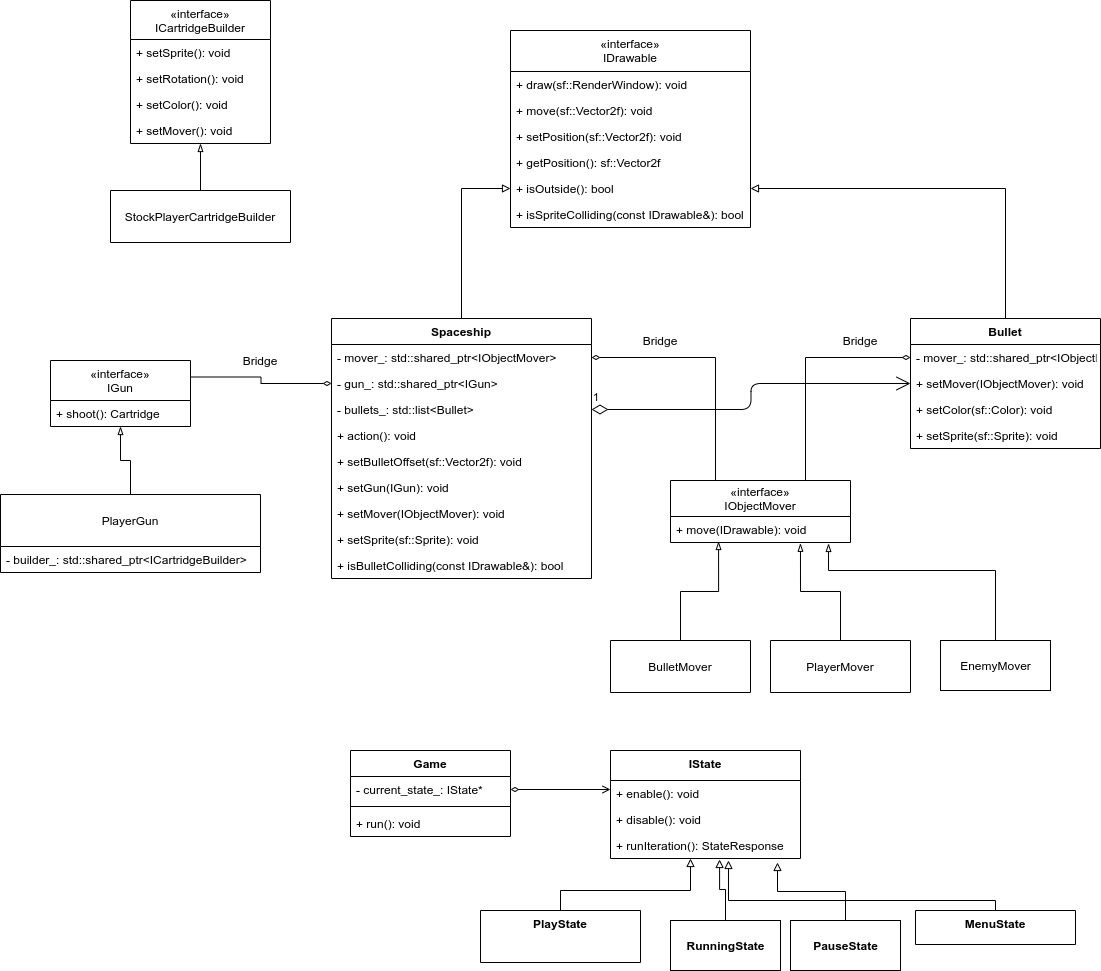 «interface»
ICartridgeBuilder
+ setSprite(): void
+ setRotation(): void
+ setColor(): void
+ setMover(): void
StockPlayerCartridgeBuilder
«interface»
IDrawable
+ draw(sf::RenderWindow): void
+ move(sf::Vector2f): void
+ setPosition(sf::Vector2f): void
+ getPosition(): sf::Vector2f
+ isOutside(): bool
+ isSpriteColliding(const IDrawable&): bool
Bridge
«interface»
IGun
+ shoot(): Cartridge
PlayerGun
- builder_: std::shared_ptr<ICartridgeBuilder>
Spaceship
- mover_: std::shared_ptr<IObjectMover>
- gun_: std::shared_ptr<IGun>
- bullets_: std::list<Bullet>
+ action(): void
+ setBulletOffset(sf::Vector2f): void
+ setGun(IGun): void
+ setMover(IObjectMover): void
+ setSprite(sf::Sprite): void
+ isBulletColliding(const IDrawable&): bool
Bridge
1
Bridge
Bullet
- mover_: std::shared_ptr<IObjectI
+ setMover(IObjectMover): void
+ setColor(sf::Color): void
+ setSprite(sf::Sprite): void
«interface»
IObjectMover
+ move(IDrawable): void
BulletMover
PlayerMover
EnemyMover
Game
- current_state_: IState*
+ run(): void
IState
+ enable(): void
+ disable(): void
+ runIteration(): StateResponse
PlayState
RunningState
PauseState
MenuState